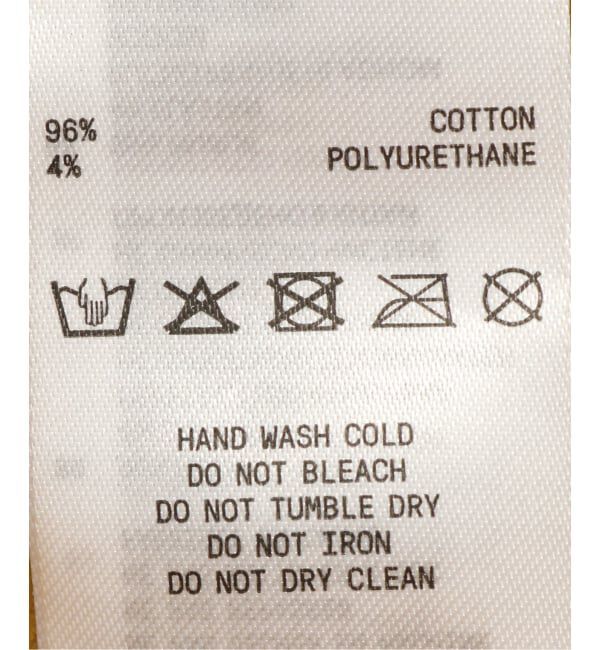 96% COTTON
4% POLYURETHANE
HAND WASH COLD
DO NOT BLEACH
DO NOT TUMBLE DRY
DO NOT IRON
DO NOT DRY CLEAN